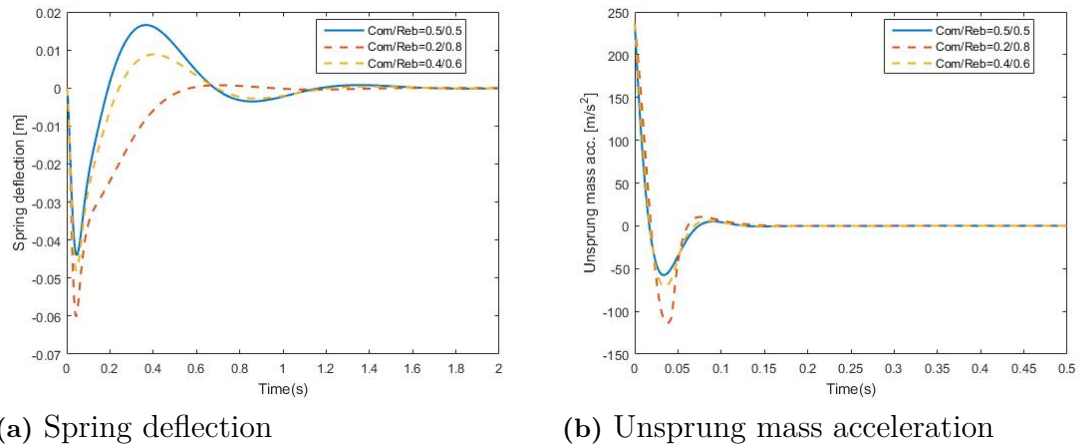 0.02
0.01
0
-0.01
-0.02
-0.03
-0.04
-0.05
-0.06
-0.07
Spring deflection [m]
Com/Reb=0.5/0.5
Com/Reb=0.2/0.8
Com/Reb=0.4/0.6
0 0.2 0.4 0.6 0.8 1 1.2 1.4 1.6 1.8 2
Time(s)
(a) Spring deflection
250
200
150
100
50
0
-50
-100
-150
Unsprung mass acc. [m/s²]
Com/Reb=0.5/0.5
Com/Reb=0.2/0.8
Com/Reb=0.4/0.6
0 0.05 0.1 0.15 0.2 0.25 0.3 0.35 0.4 0.45 0.5
Time(s)
(b) Unsprung mass acceleration